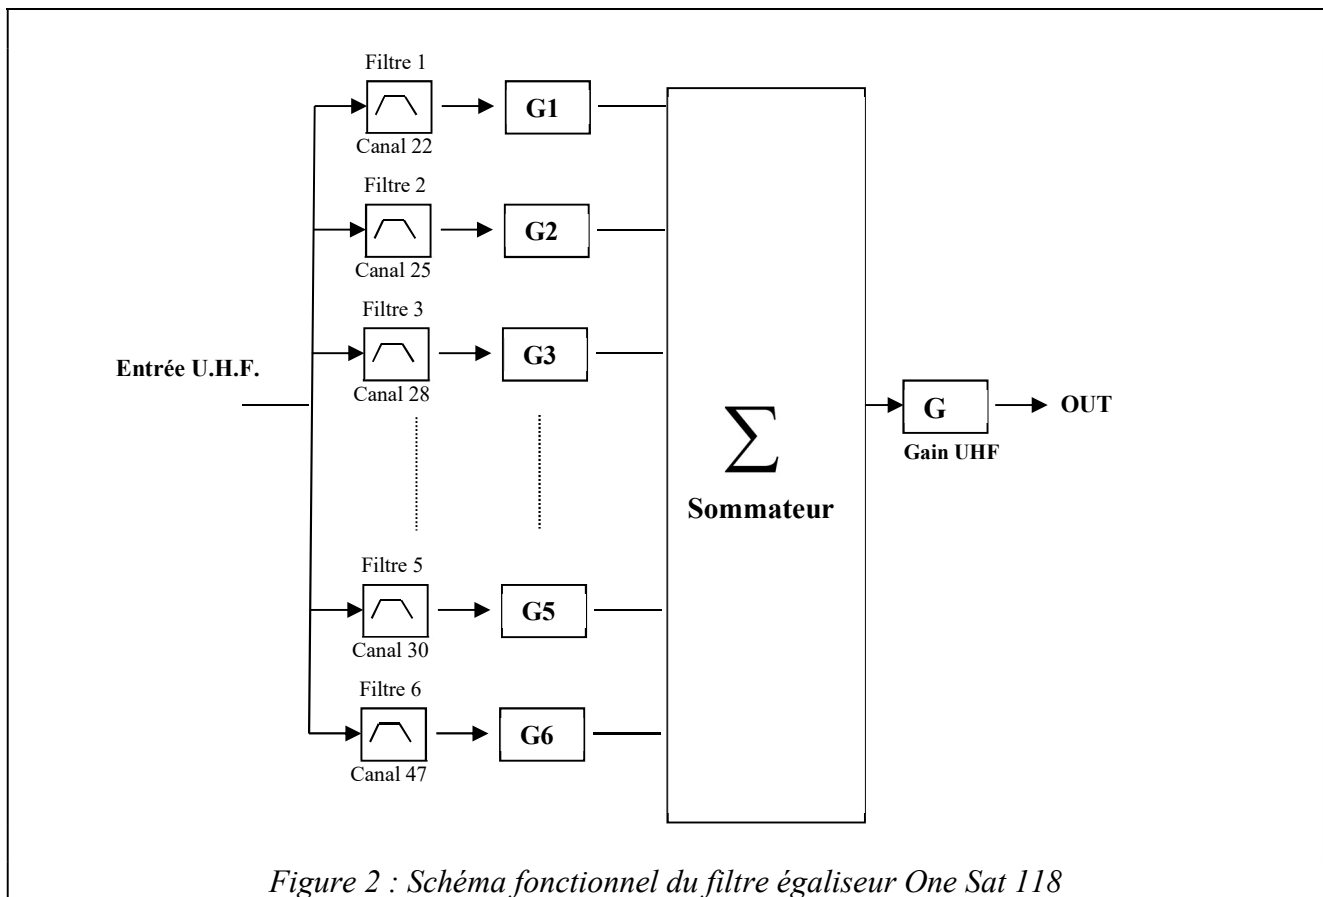 Filtre 1
G1
Canal 22
Filtre 2
G2
Canal 25
Filtre 3
G3
Canal 28
Entrée U.H.F.
G
OUT
Gain UHF
∑
Sommateur
Filtre 5
G5
Canal 30
Filtre 6
G6
Canal 47
Figure 2 : Schéma fonctionnel du filtre égaliseur One Sat 118